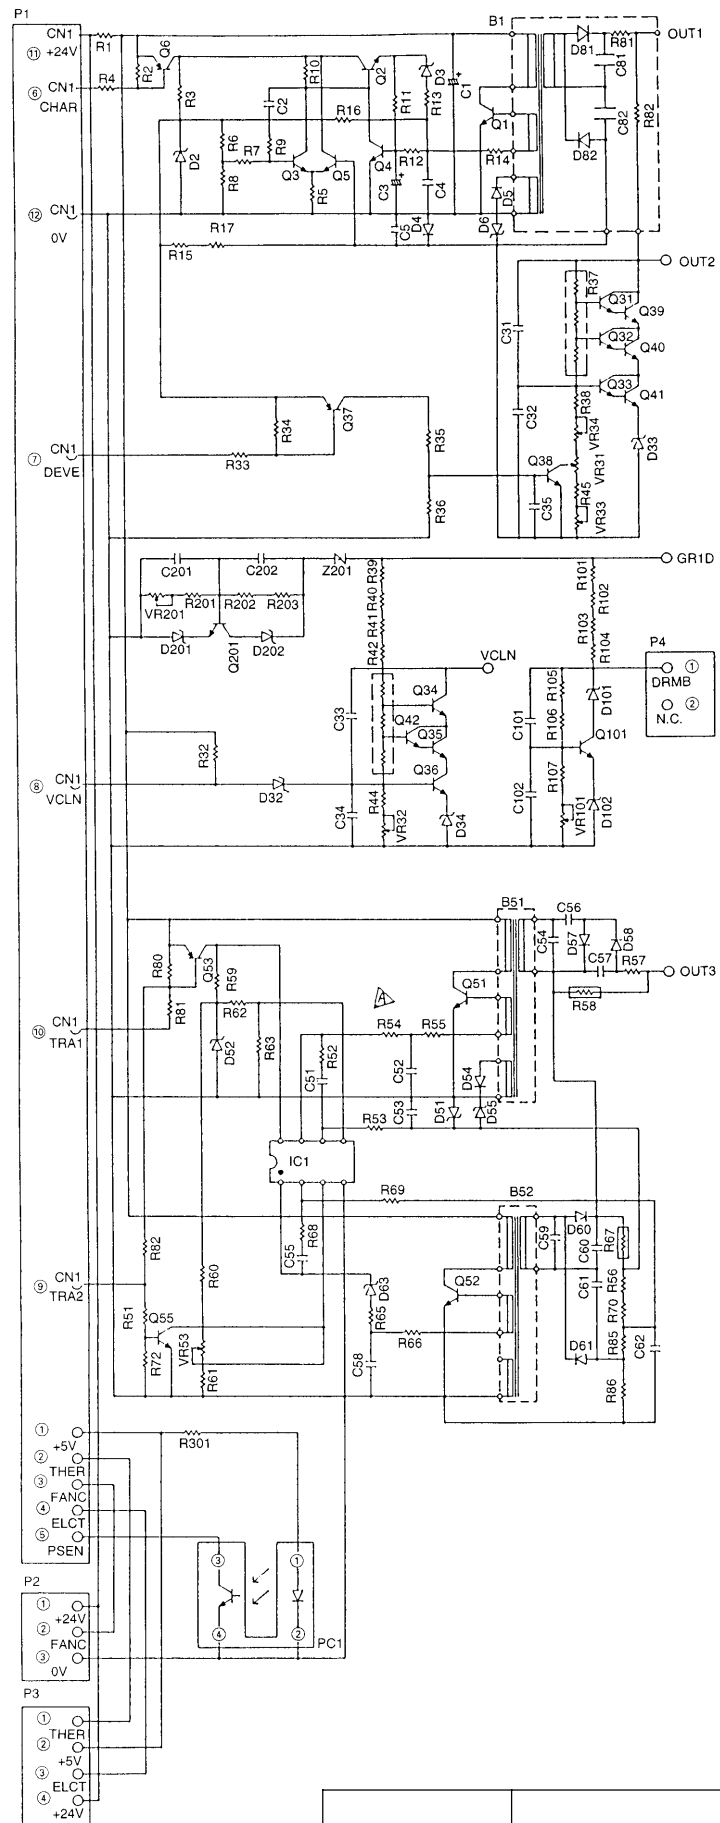 P1
CN1
⑪ +24V
R1
R4
⑥ CN1
CHAR
R2
Q6
R3
D2
R6
R7
R8
R9
C2
R10
Q3
Q5
R5
R16
Q2
R11
D3
R13
C1
Q4
R12
C3
C4
C5
D4
R14
Q1
D5
D6
B1
D81
R81
C81
C82
D82
R82
OUT1
⑫ CN1
0V
R17
R15
OUT2
R37
Q31
Q39
Q32
Q40
Q33
Q41
C31
C32
R38
VR34
VR31
R45
VR33
D33
Q38
C35
Q37
R34
R33
R35
R36
⑦ CN1
DEVE
C201
C202
Z201
VR201
R201
R202
R203
D201
Q201
D202
R39
R40
R41
R42
VCLN
GR1D
R101
R102
R103
R104
P4
①
DRMB
②
N.C.
C33
C34
Q34
Q42
Q35
Q36
R44
VR32
D34
R32
D32
⑧ CN1
VCLN
C101
C102
R105
R106
R107
VR101
D101
Q101
D102
B51
C56
C54
D57
D58
C57
R57
OUT3
R58
R80
R81
Q53
R59
R62
D52
R63
⑩ CN1
TRA1
R54
R55
R52
C51
C52
C53
Q51
D54
D51
D55
R53
IC1
R69
R68
C55
B52
D60
R67
C59
C60
C61
R56
R70
R85
C62
D61
R86
R82
R60
D63
R65
R66
C58
Q52
⑨ CN1
TRA2
R51
Q55
R72
VR53
R61
①
+5V
②
THER
③
FANC
④
ELCT
⑤
PSEN
R301
③
①
④
②
PC1
P2
①
+24V
②
FANC
③
0V
P3
①
THER
②
+5V
③
ELCT
④
+24V